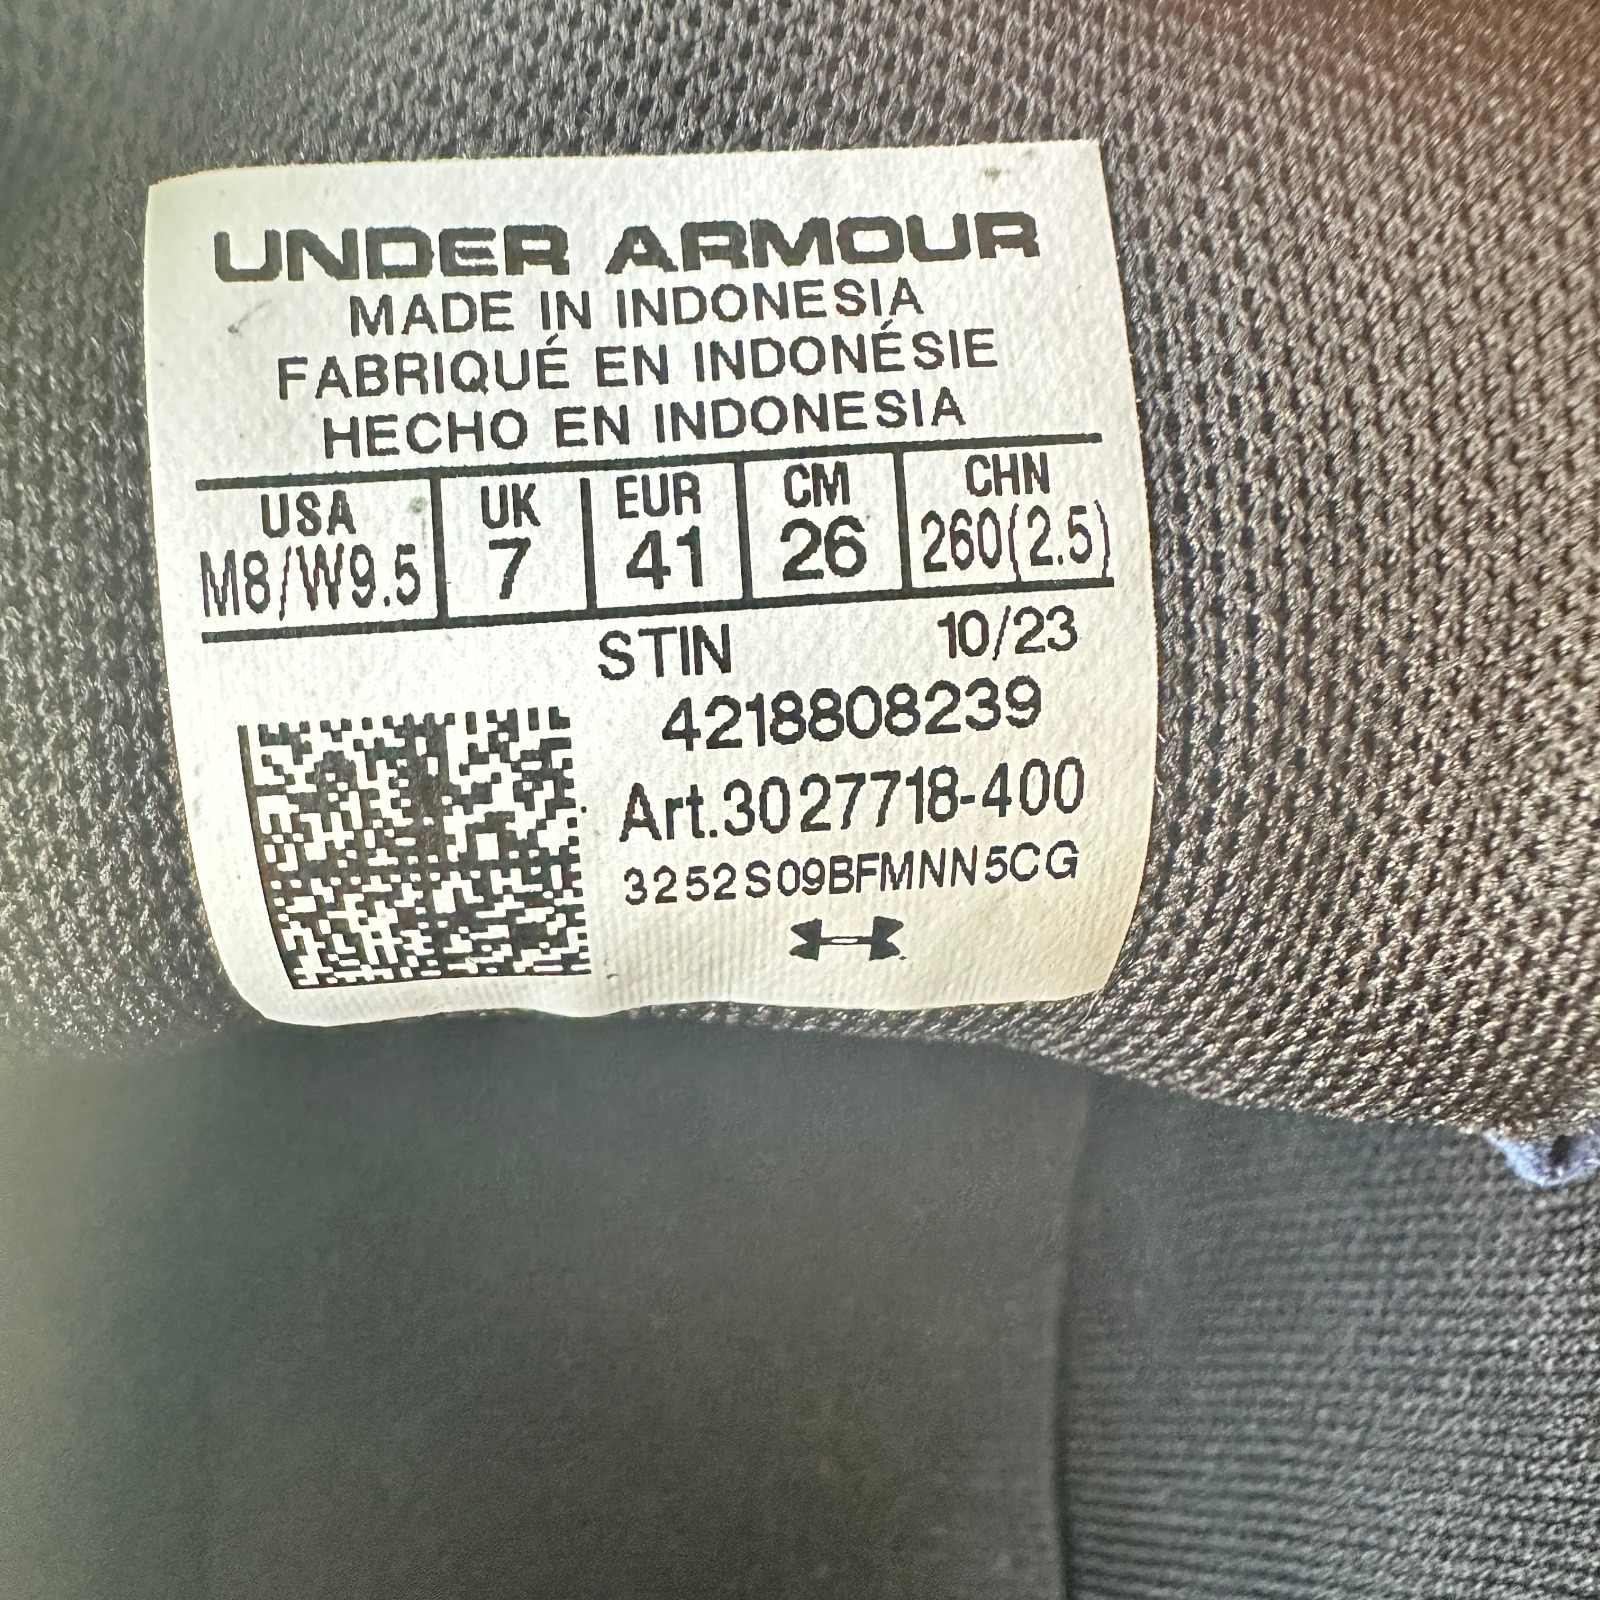 UNDER ARMOUR
MADE IN INDONESIA
FABRIQUÉ EN INDONÉSIE
HECHO EN INDONESIA
USA UK EUR CM CHN
M8/W9.5 7 41 26 260(2.5)
STIN 10/23
4218808239
Art.3027718-400
3252S09BFMNN5CG